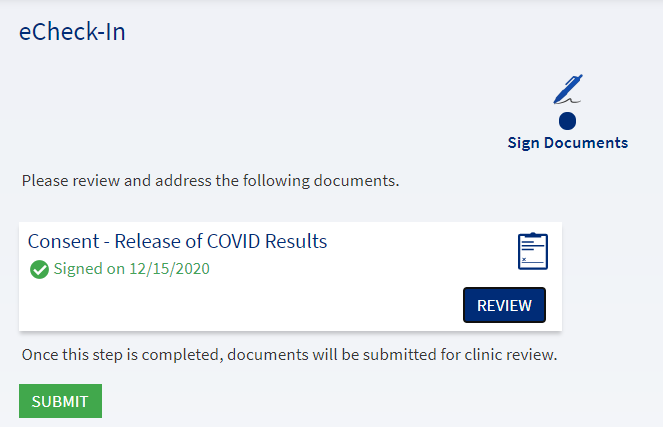 eCheck-In
Sign Documents
Please review and address the following documents.
Consent - Release of COVID Results
Signed on 12/15/2020
REVIEW
Once this step is completed, documents will be submitted for clinic review.
SUBMIT